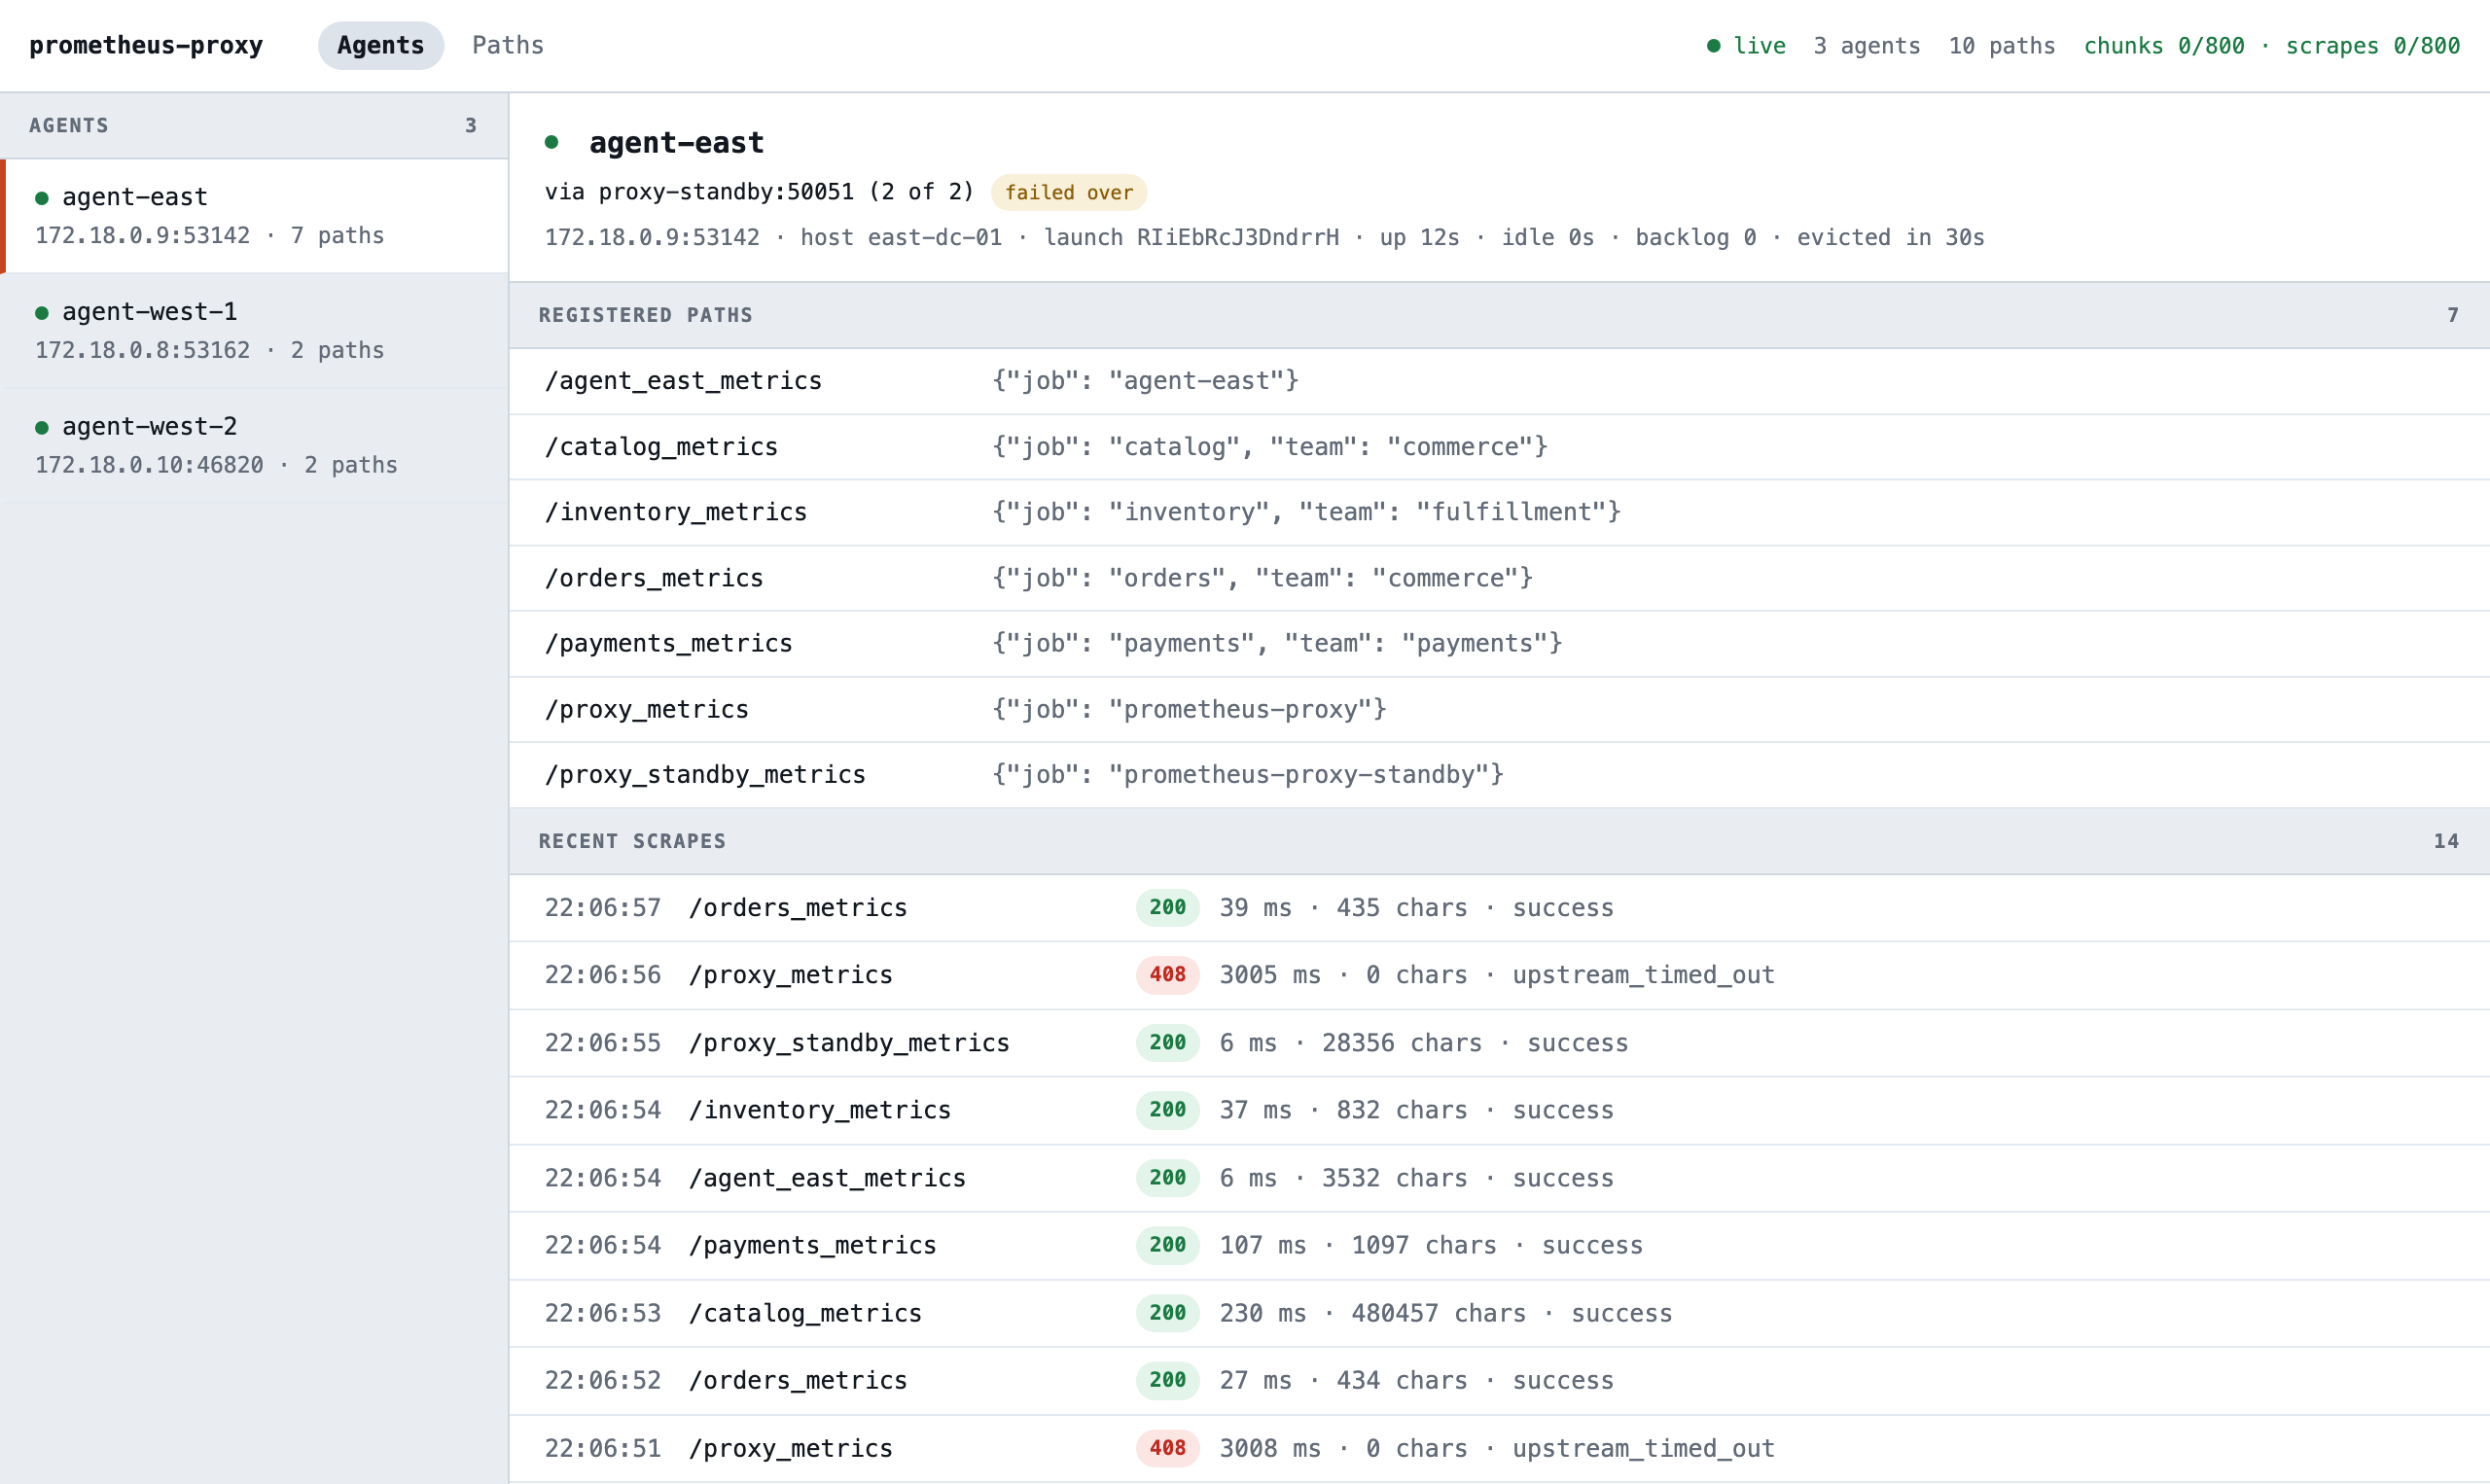 prometheus-proxy Agents Paths live 3 agents 10 paths chunks 0/800 · scrapes 0/800
AGENTS 3
agent-east
172.18.0.9:53142 · 7 paths
agent-west-1
172.18.0.8:53162 · 2 paths
agent-west-2
172.18.0.10:46820 · 2 paths
agent-east
via proxy-standby:50051 (2 of 2) failed over
172.18.0.9:53142 · host east-dc-01 · launch RIiEbRcJ3DndrrH · up 12s · idle 0s · backlog 0 · evicted in 30s
REGISTERED PATHS 7
/agent_east_metrics {"job": "agent-east"}
/catalog_metrics {"job": "catalog", "team": "commerce"}
/inventory_metrics {"job": "inventory", "team": "fulfillment"}
/orders_metrics {"job": "orders", "team": "commerce"}
/payments_metrics {"job": "payments", "team": "payments"}
/proxy_metrics {"job": "prometheus-proxy"}
/proxy_standby_metrics {"job": "prometheus-proxy-standby"}
RECENT SCRAPES 14
22:06:57 /orders_metrics 200 39 ms · 435 chars · success
22:06:56 /proxy_metrics 408 3005 ms · 0 chars · upstream_timed_out
22:06:55 /proxy_standby_metrics 200 6 ms · 28356 chars · success
22:06:54 /inventory_metrics 200 37 ms · 832 chars · success
22:06:54 /agent_east_metrics 200 6 ms · 3532 chars · success
22:06:54 /payments_metrics 200 107 ms · 1097 chars · success
22:06:53 /catalog_metrics 200 230 ms · 480457 chars · success
22:06:52 /orders_metrics 200 27 ms · 434 chars · success
22:06:51 /proxy_metrics 408 3008 ms · 0 chars · upstream_timed_out